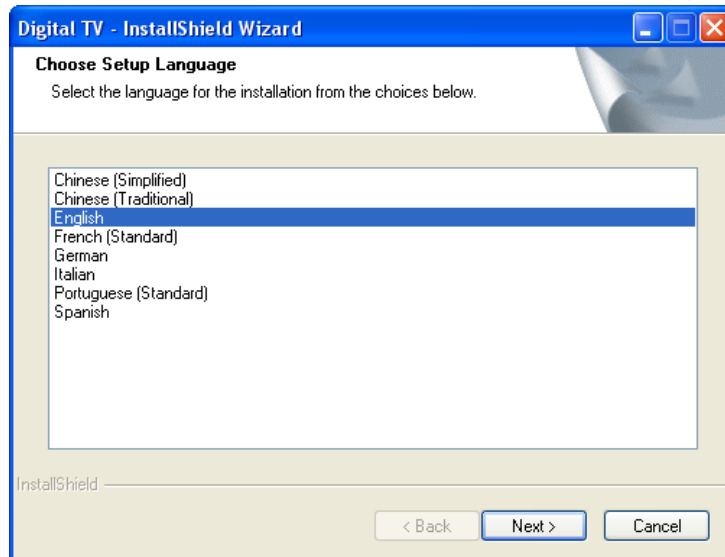 Digital TV - InstallShield Wizard
Choose Setup Language
Select the language for the installation from the choices below.
Chinese (Simplified)
Chinese (Traditional)
English
French (Standard)
German
Italian
Portuguese (Standard)
Spanish
InstallShield
< Back Next > Cancel